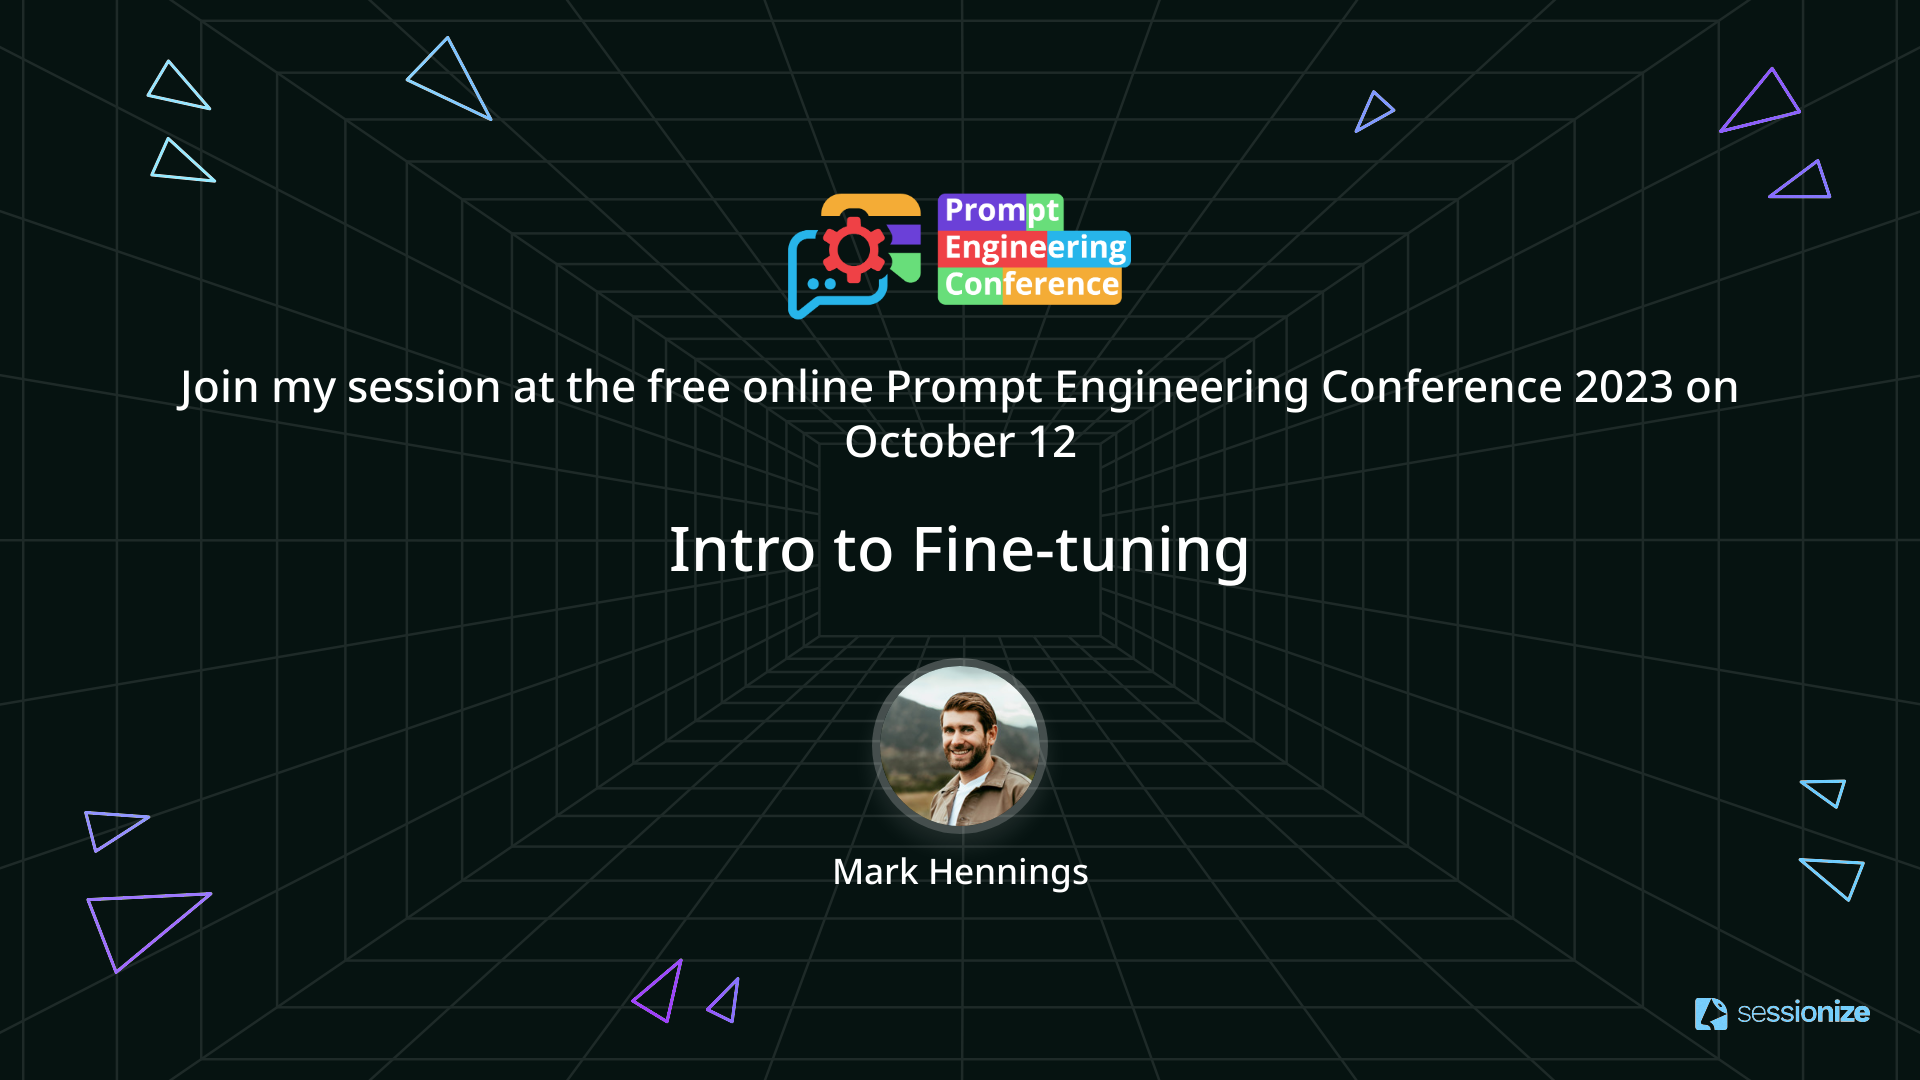 Prompt
Engineering
Conference
Join my session at the free online Prompt Engineering Conference 2023 on
October 12
Intro to Fine-tuning
Mark Hennings
sessionize